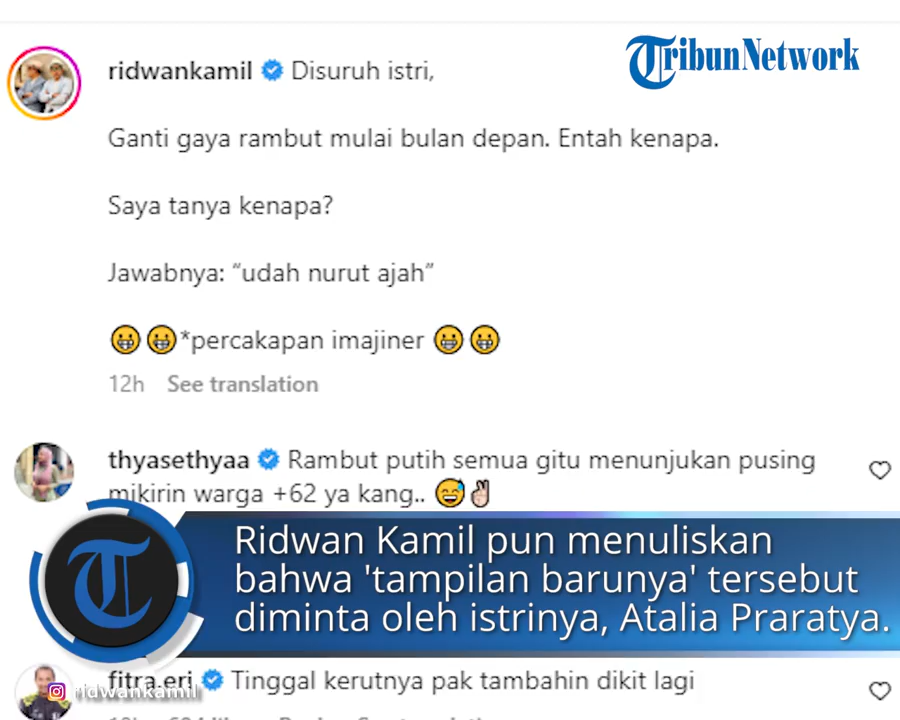 TribunNetwork
ridwankamil Disuruh istri,
Ganti gaya rambut mulai bulan depan. Entah kenapa.
Saya tanya kenapa?
Jawabnya: “udah nurut ajah”
😀😀*percakapan imajiner 😀😀
12h See translation
thyasethyaa Rambut putih semua gitu menunjukan pusing
mikirin warga +62 ya kang.. 😅✌🏻
Ridwan Kamil pun menuliskan
bahwa 'tampilan barunya' tersebut
diminta oleh istrinya, Atalia Praratya.
fitra.eri Tinggal kerutnya pak tambahin dikit lagi
ridwankamil